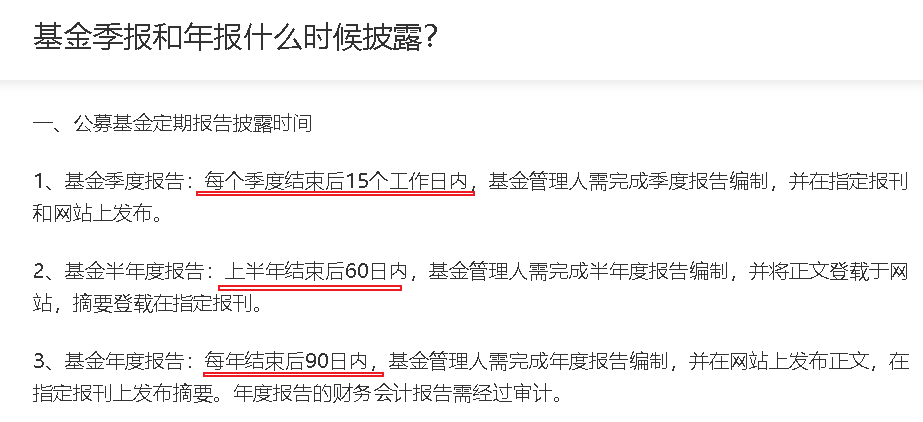 基金季报和年报什么时候披露?
一、公募基金定期报告披露时间
1、基金季度报告：每个季度结束后15个工作日内，基金管理人需完成季度报告编制，并在指定报刊
和网站上发布。
2、基金半年度报告：上半年结束后60日内，基金管理人需完成半年度报告编制，并将正文登载于网
站，摘要登载在指定报刊。
3、基金年度报告：每年结束后90日内，基金管理人需完成年度报告编制，并在网站上发布正文，在
指定报刊上发布摘要。年度报告的财务会计报告需经过审计。